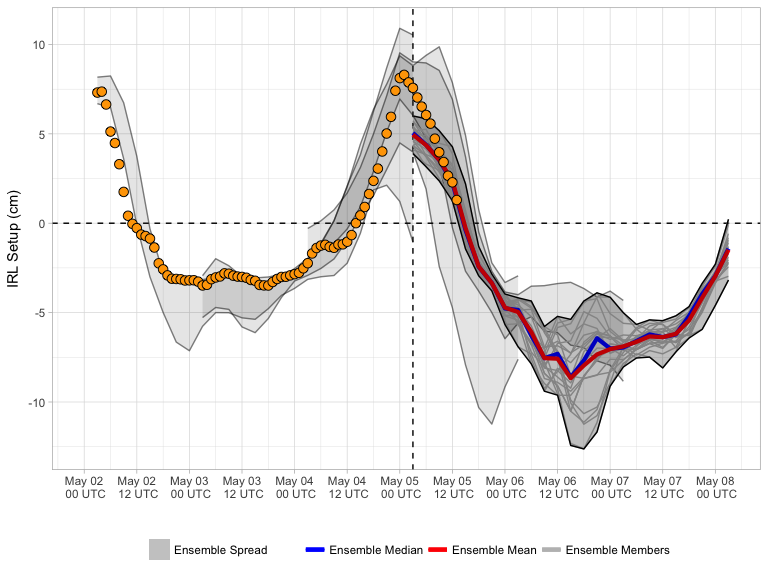 IRL Setup (cm)
10
5
0
-5
-10
May 02 May 02 May 03 May 03 May 04 May 04 May 05 May 05 May 06 May 06 May 07 May 07 May 08
00 UTC 12 UTC 00 UTC 12 UTC 00 UTC 12 UTC 00 UTC 12 UTC 00 UTC 12 UTC 00 UTC 12 UTC 00 UTC
Ensemble Spread Ensemble Median Ensemble Mean Ensemble Members